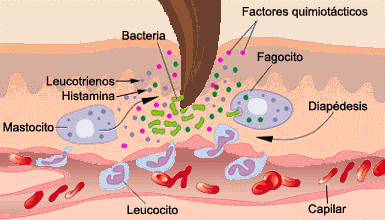 Factores quimiotácticos
Bacteria
Fagocito
Leucotrienos
Histamina
Diapédesis
Mastocito
Leucocito
Capilar